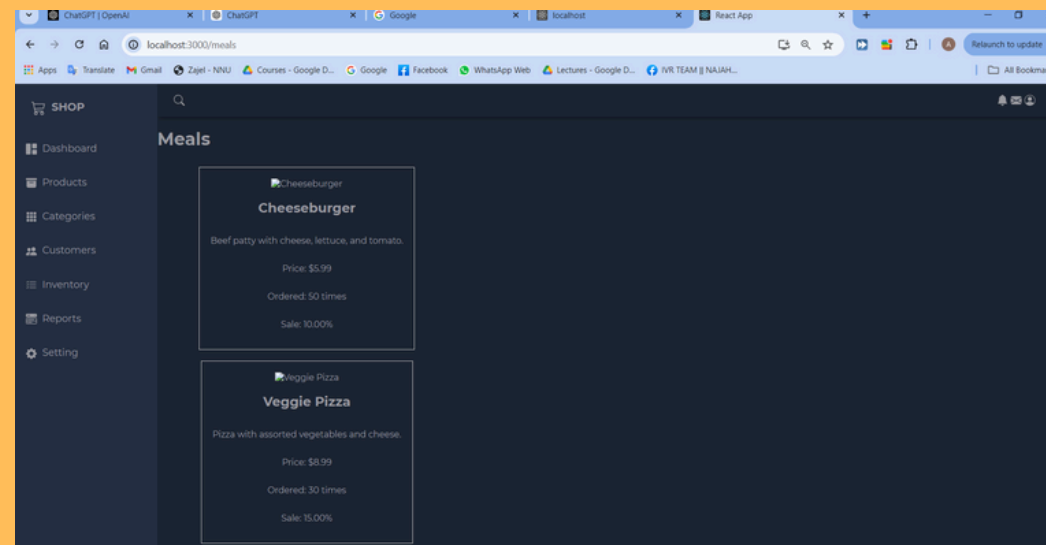 ChatGPT | OpenAI ChatGPT Google localhost React App
localhost:3000/meals Relaunch to update
Apps Translate Gmail Zajel - NNU Courses - Google D... Google Facebook WhatsApp Web Lectures - Google D... IVR TEAM || NAJAH... All Bookma
SHOP
Dashboard
Products
Categories
Customers
Inventory
Reports
Setting
Meals
Cheeseburger
Cheeseburger
Beef patty with cheese, lettuce, and tomato.
Price: $5.99
Ordered: 50 times
Sale: 10.00%
Veggie Pizza
Veggie Pizza
Pizza with assorted vegetables and cheese.
Price: $8.99
Ordered: 30 times
Sale: 15.00%